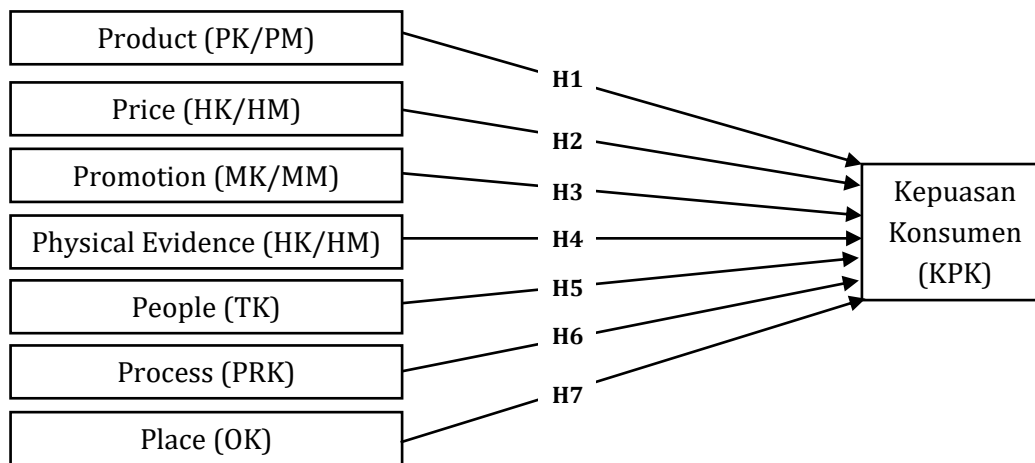 Product (PK/PM)
H1
Price (HK/HM)
H2
Promotion (MK/MM)
H3
Physical Evidence (HK/HM)
H4
People (TK)
H5
Process (PRK)
H6
Place (OK)
H7
Kepuasan
Konsumen
(KPK)